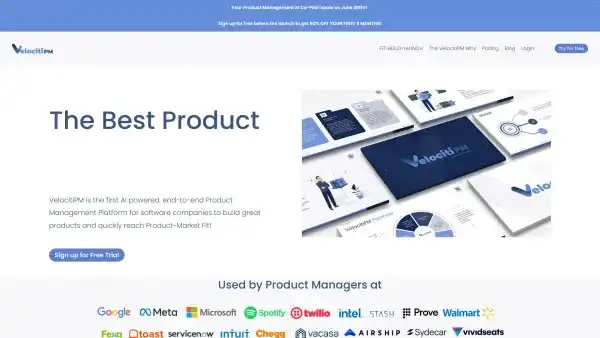 Your Product Management AI Co-Pilot lands on June 20th!!
Sign up for free before the launch to get 50% OFF YOUR FIRST 6 MONTHS!
VelocitiPM
FIT-BUILD-LAUNCH
The VelocitiPM Why
Pricing
Blog
Login
Try for Free
The Best Product
VelocitiPM is the first AI powered, end-to-end Product
Management Platform for software companies to build great
products and quickly reach Product-Market Fit!
Sign up for Free Trial
VelocitiPM
VelocitiPM Flywheel
Velociti
Used by Product Managers at
Google
Meta
Microsoft
Spotify
twilio
intel
STASH
Prove
Walmart
Fexa
toast
servicenow
INTUIT
Chegg
vacasa
AIRSHIP
Sydecar
vividseats